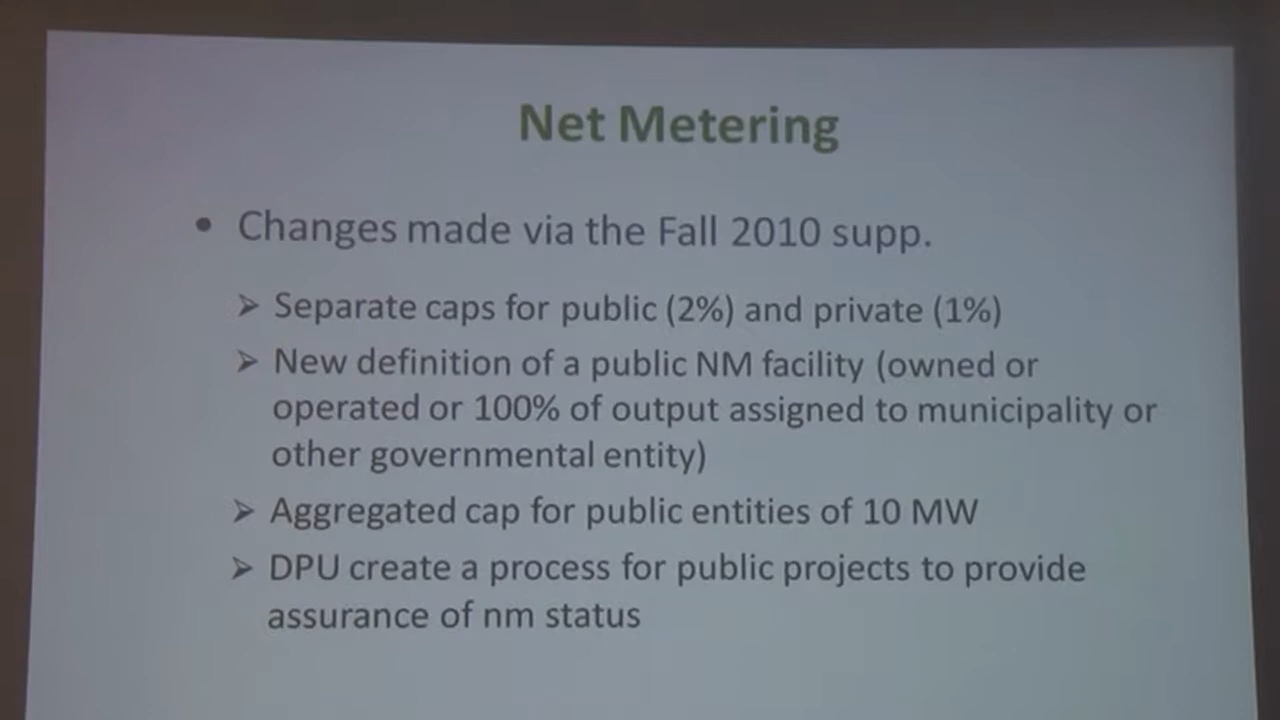 Net Metering
• Changes made via the Fall 2010 supp.
➢ Separate caps for public (2%) and private (1%)
➢ New definition of a public NM facility (owned or
operated or 100% of output assigned to municipality or
other governmental entity)
➢ Aggregated cap for public entities of 10 MW
➢ DPU create a process for public projects to provide
assurance of nm status